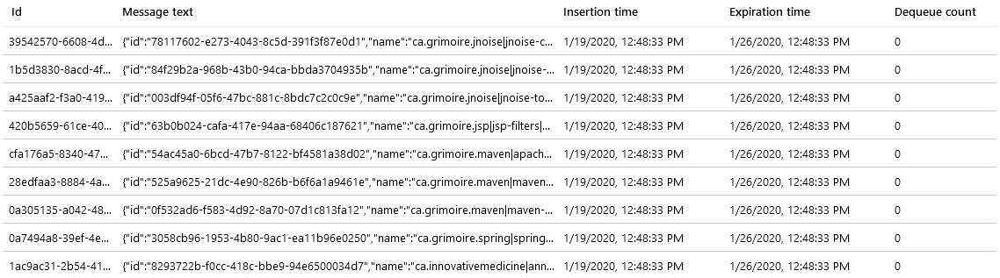 Id Message text Insertion time Expiration time Dequeue count
39542570-6608-4d... {"id":"78117602-e273-4043-8c5d-391f3f87e0d1","name":"ca.grimoire.jnoise|jnoise-c... 1/19/2020, 12:48:33 PM 1/26/2020, 12:48:33 PM 0
1b5d3830-8acd-4f... {"id":"84f29b2a-968b-43b0-94ca-bbda3704935b","name":"ca.grimoire.jnoise|jnoise-... 1/19/2020, 12:48:33 PM 1/26/2020, 12:48:33 PM 0
a425aaf2-f3a0-419... {"id":"003df94f-05f6-47bc-881c-8bdc7c2c0c9e","name":"ca.grimoire.jnoise|jnoise-to... 1/19/2020, 12:48:33 PM 1/26/2020, 12:48:33 PM 0
420b5659-61ce-40... {"id":"63b0b024-cafa-417e-94aa-68406c187621","name":"ca.grimoire.jsp|jsp-filters|... 1/19/2020, 12:48:33 PM 1/26/2020, 12:48:33 PM 0
cfa176a5-8340-47... {"id":"54ac45a0-6bcd-47b7-8122-bf4581a38d02","name":"ca.grimoire.maven|apach... 1/19/2020, 12:48:33 PM 1/26/2020, 12:48:33 PM 0
28edfaa3-8884-4a... {"id":"525a9625-21dc-4e90-826b-b6f6a1a9461e","name":"ca.grimoire.maven|maven... 1/19/2020, 12:48:33 PM 1/26/2020, 12:48:33 PM 0
0a305135-a042-48... {"id":"0f532ad6-f583-4d92-8a70-07d1c813fa12","name":"ca.grimoire.maven|maven-... 1/19/2020, 12:48:33 PM 1/26/2020, 12:48:33 PM 0
0a7494a8-39ef-4e... {"id":"3058cb96-1953-4b80-9ac1-ea11b96e0250","name":"ca.grimoire.spring|spring... 1/19/2020, 12:48:33 PM 1/26/2020, 12:48:33 PM 0
1ac9ac31-2b54-41... {"id":"8293722b-f0cc-418c-bbe9-94e6500034d7","name":"ca.innovativemedicine|ann... 1/19/2020, 12:48:33 PM 1/26/2020, 12:48:33 PM 0